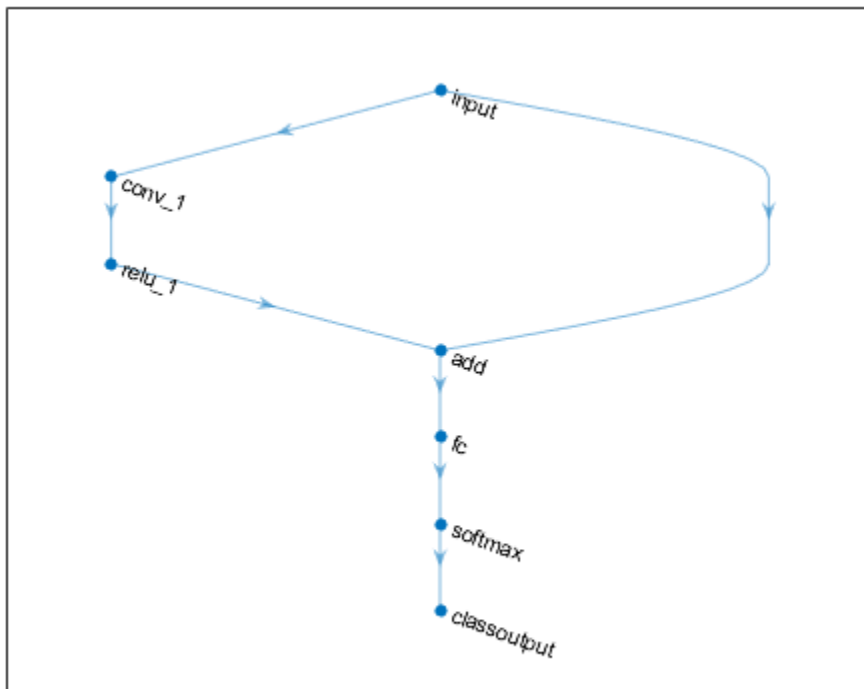 input
conv_1
relu_1
add
fc
softmax
classoutput